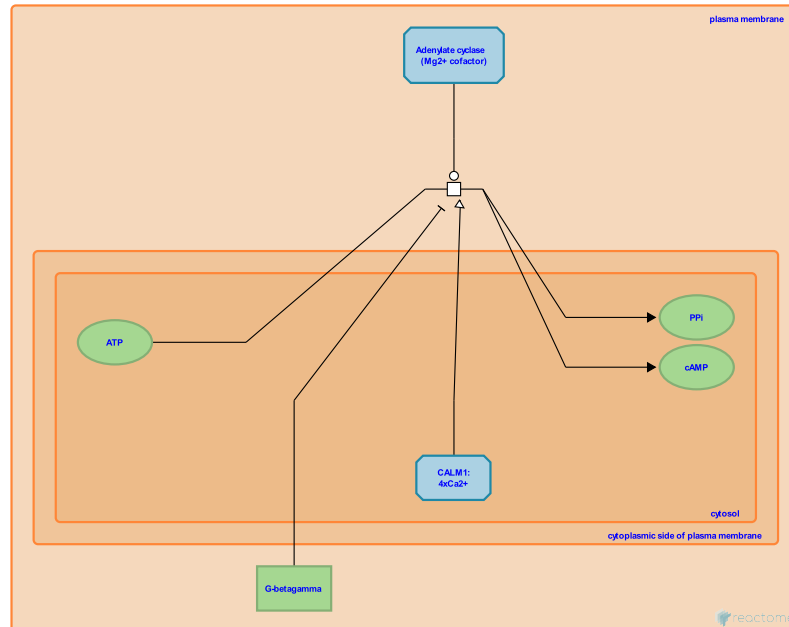 plasma membrane
Adenylate cyclase
(Mg2+ cofactor)
PPi
ATP
cAMP
CALM1:
4xCa2+
cytosol
cytoplasmic side of plasma membrane
G-betagamma
reactome